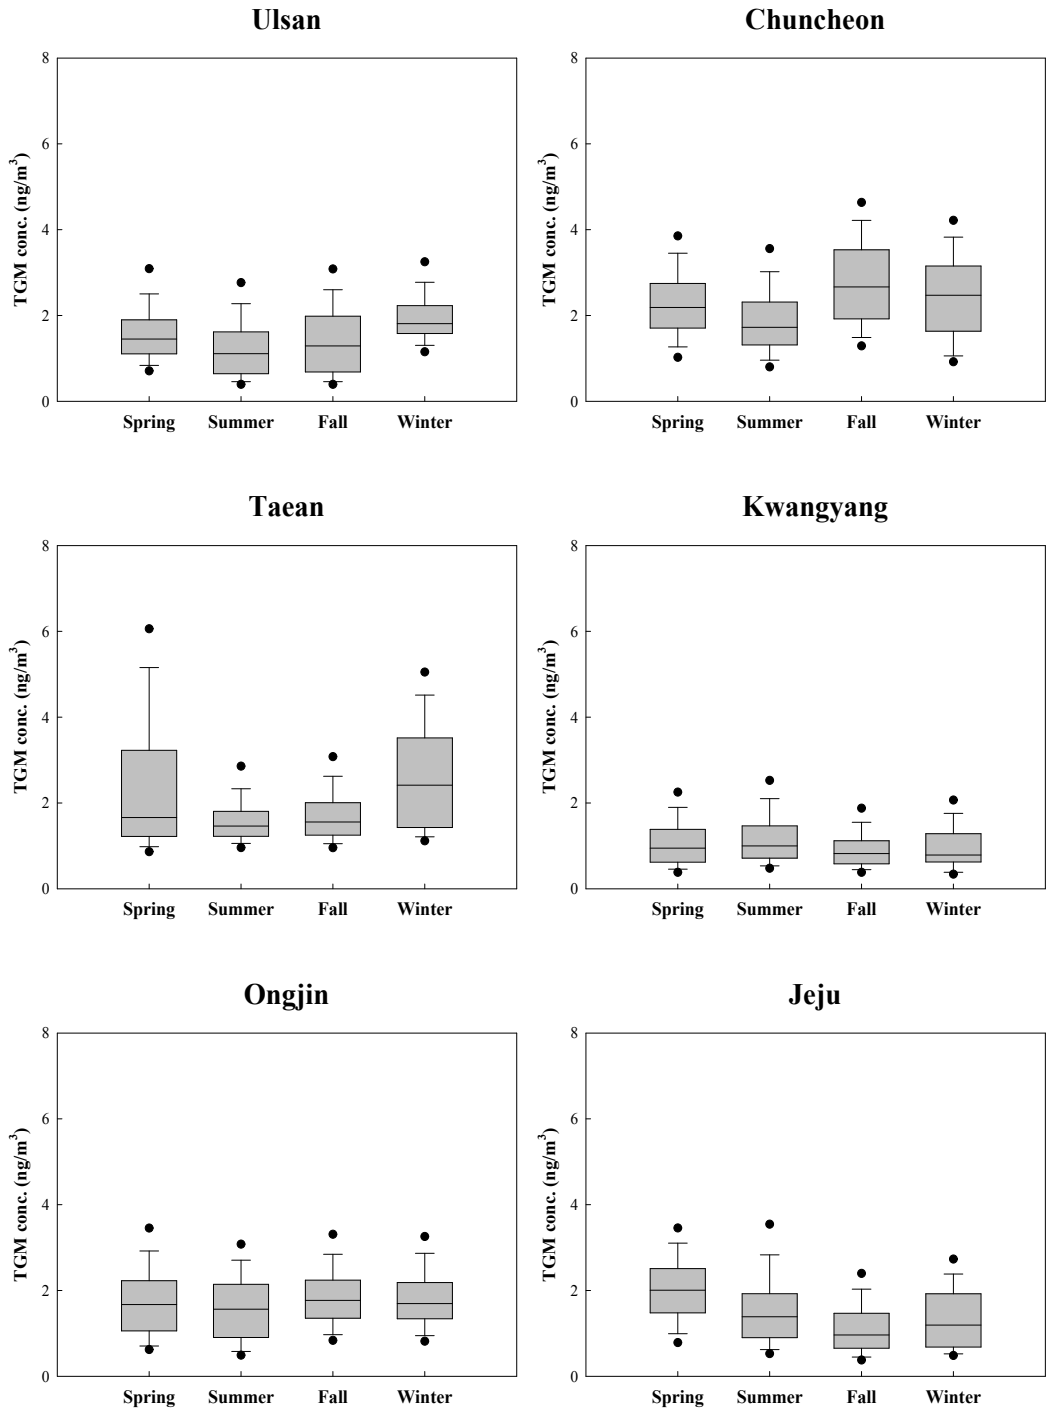 Ulsan
8
6
4
2
0
TGM conc. (ng/m³)
Spring Summer Fall Winter
Chuncheon
8
6
4
2
0
TGM conc. (ng/m³)
Spring Summer Fall Winter
Taean
8
6
4
2
0
TGM conc. (ng/m³)
Spring Summer Fall Winter
Kwangyang
8
6
4
2
0
TGM conc. (ng/m³)
Spring Summer Fall Winter
Ongjin
8
6
4
2
0
TGM conc. (ng/m³)
Spring Summer Fall Winter
Jeju
8
6
4
2
0
TGM conc. (ng/m³)
Spring Summer Fall Winter